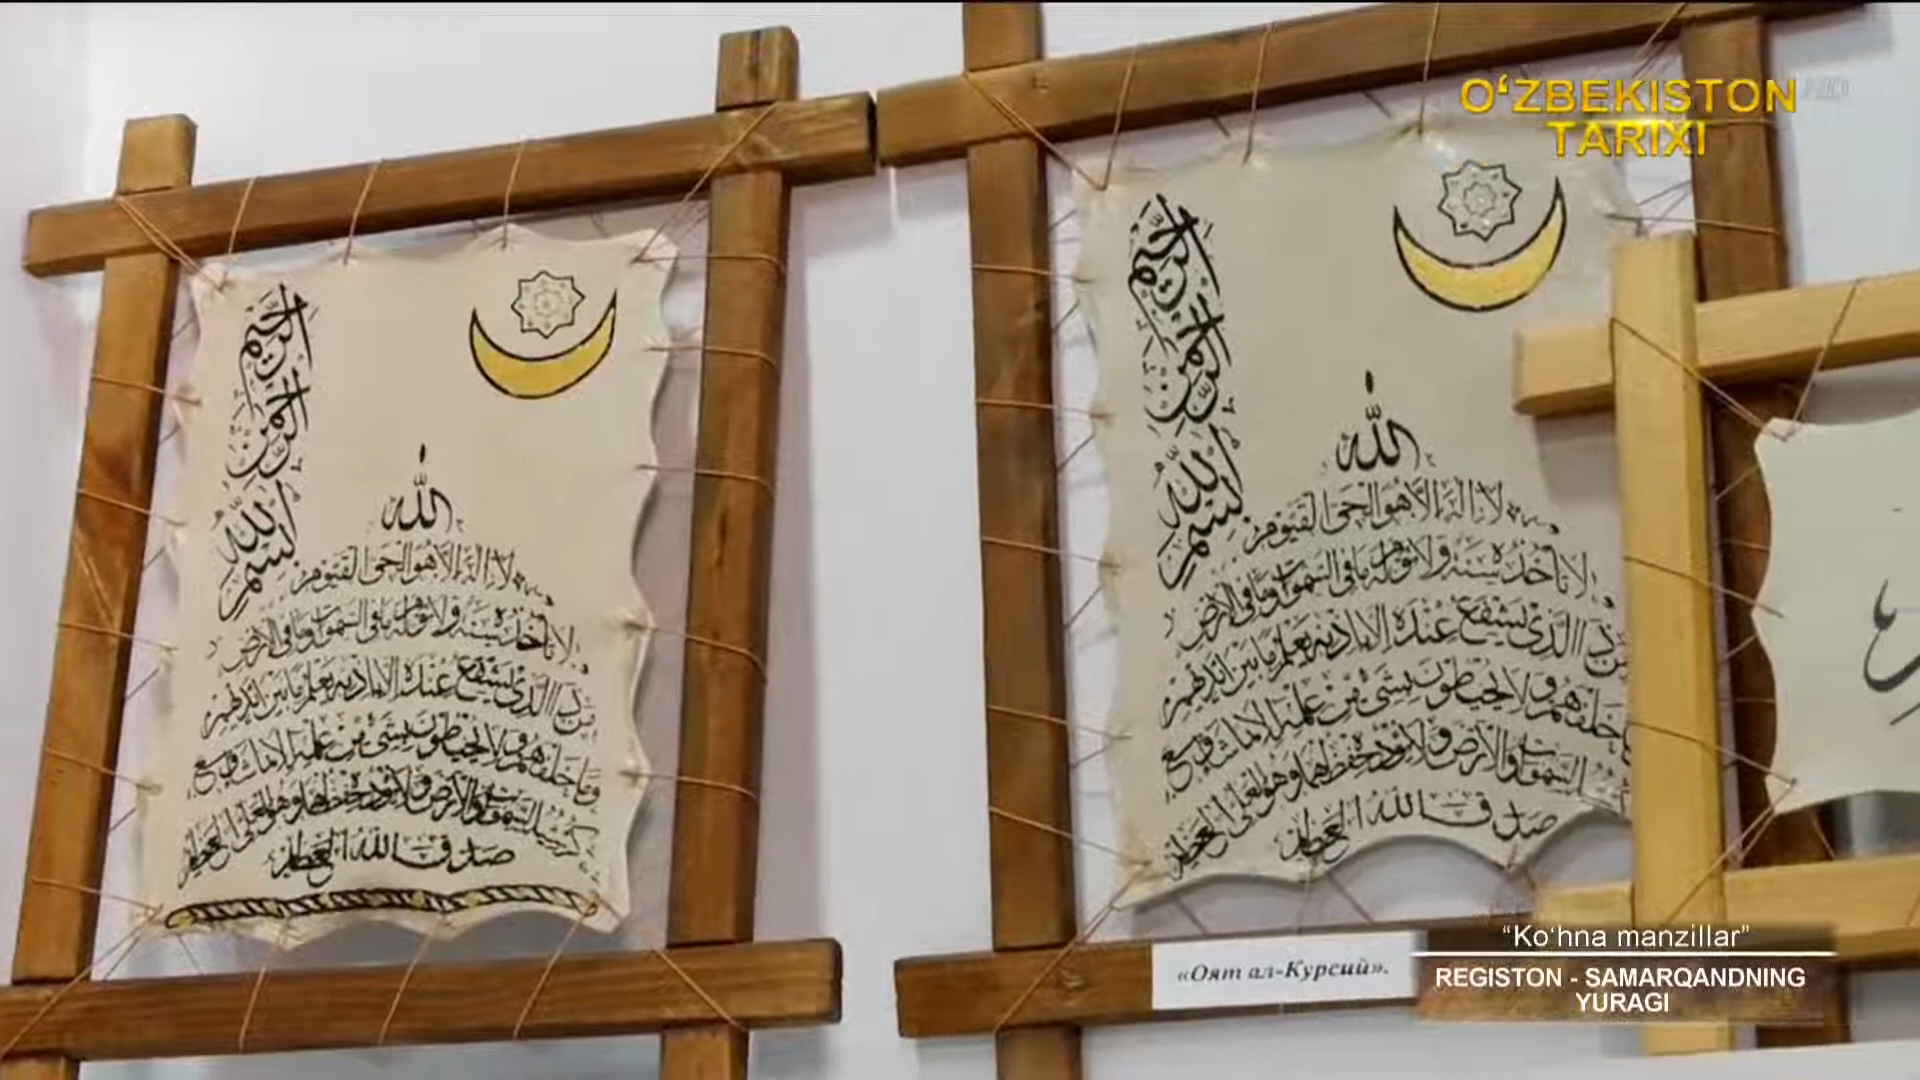 O‘ZBEKISTON
TARIXI
بسم الله
الرحمن
الرحيم
الله
لا اله الا هو الحي القيوم
لا تأخذه سنة ولا نوم له ما في السموات وما في الارض
من ذا الذي يشفع عنده الا باذنه يعلم ما بين ايديهم
وما خلفهم ولا يحيطون بشيء من علمه الا بما شاء وسع
كرسيه السموات والارض ولا يؤده حفظهما وهو العلي العظيم
صدق الله العظيم
بسم الله
الرحمن
الرحيم
الله
لا اله الا هو الحي القيوم
لا تأخذه سنة ولا نوم له ما في السموات وما في الارض
ذا الذي يشفع عنده الا باذنه يعلم ما بين ايديهم
خلفهم ولا يحيطون بشيء من علمه الا بما شاء وسع
السموات والارض ولا يؤده حفظهما وهو العلي العظيم
صدق الله العظيم
«Оят ал-Курсий».
“Ko‘hna manzillar”
REGISTON - SAMARQANDNING
YURAGI